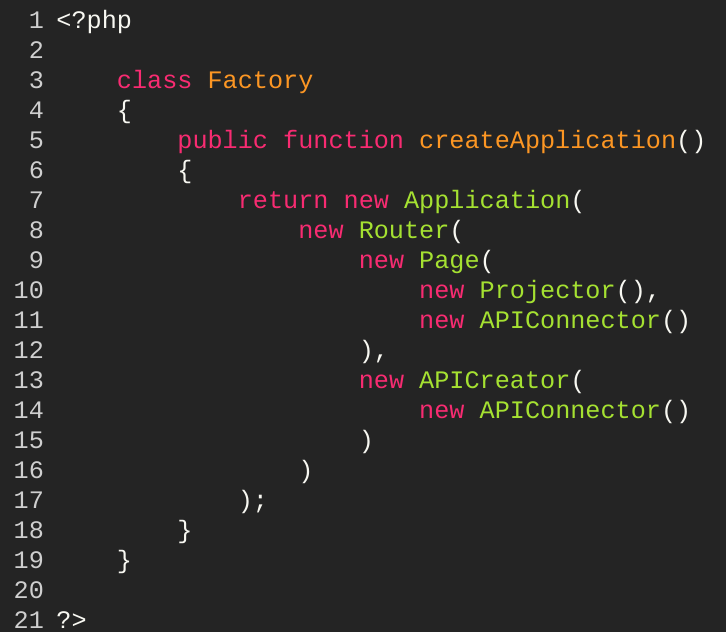 1 <?php
2
3     class Factory
4     {
5         public function createApplication()
6         {
7             return new Application(
8                 new Router(
9                     new Page(
10                         new Projector(),
11                         new APIConnector()
12                     ),
13                     new APICreator(
14                         new APIConnector()
15                     )
16                 )
17             );
18         }
19     }
20
21 ?>